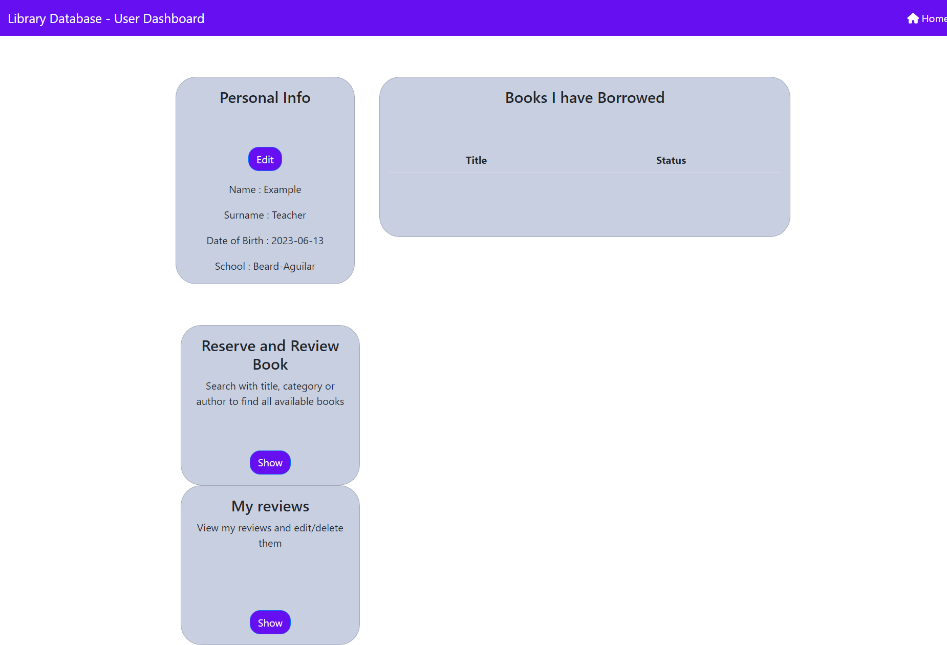 Library Database - User Dashboard
Home
Personal Info
Edit
Name : Example
Surname : Teacher
Date of Birth : 2023-06-13
School : Beard-Aguilar
Books I have Borrowed
Title Status
Reserve and Review
Book
Search with title, category or
author to find all available books
Show
My reviews
View my reviews and edit/delete
them
Show